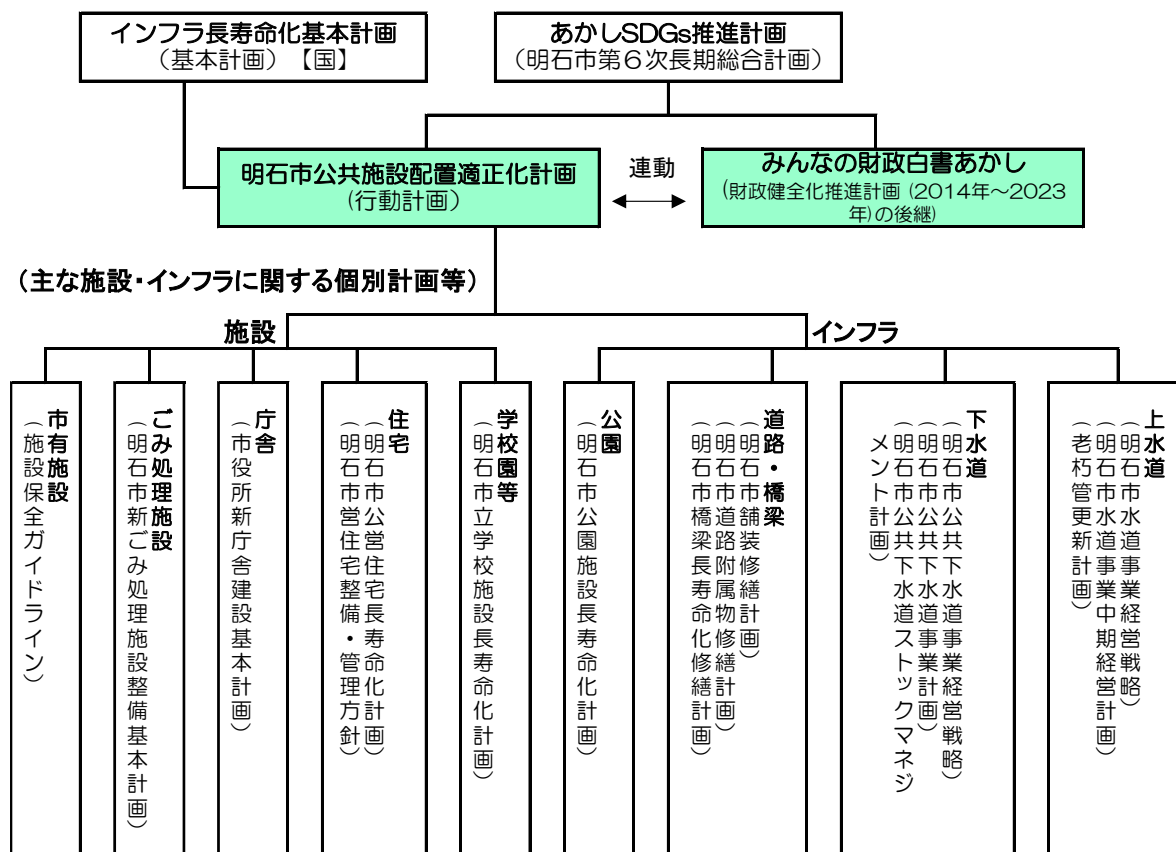 インフラ長寿命化基本計画
(基本計画)【国】
あかしSDGs推進計画
(明石市第6次長期総合計画)
明石市公共施設配置適正化計画
(行動計画)
連動
みんなの財政白書あかし
(財政健全化推進計画(2014年～2023
年)の後継)
(主な施設・インフラに関する個別計画等)
施設
インフラ
市有施設
(施設保全ガイドライン)
ごみ処理施設
(明石市新ごみ処理施設整備基本計画)
庁舎
(市役所新庁舎建設基本計画)
住宅
(明石市公営住宅長寿命化計画)
(明石市営住宅整備・管理方針)
学校園等
(明石市立学校施設長寿命化計画)
公園
(明石市公園施設長寿命化計画)
道路・橋梁
(明石市舗装修繕計画)
(明石市道路附属物修繕計画)
(明石市橋梁長寿命化修繕計画)
下水道
(明石市公共下水道事業経営戦略)
(明石市公共下水道事業計画)
(明石市公共下水道ストックマネジ
メント計画)
上水道
(明石市水道事業経営戦略)
(明石市水道事業中期経営計画)
(老朽管更新計画)